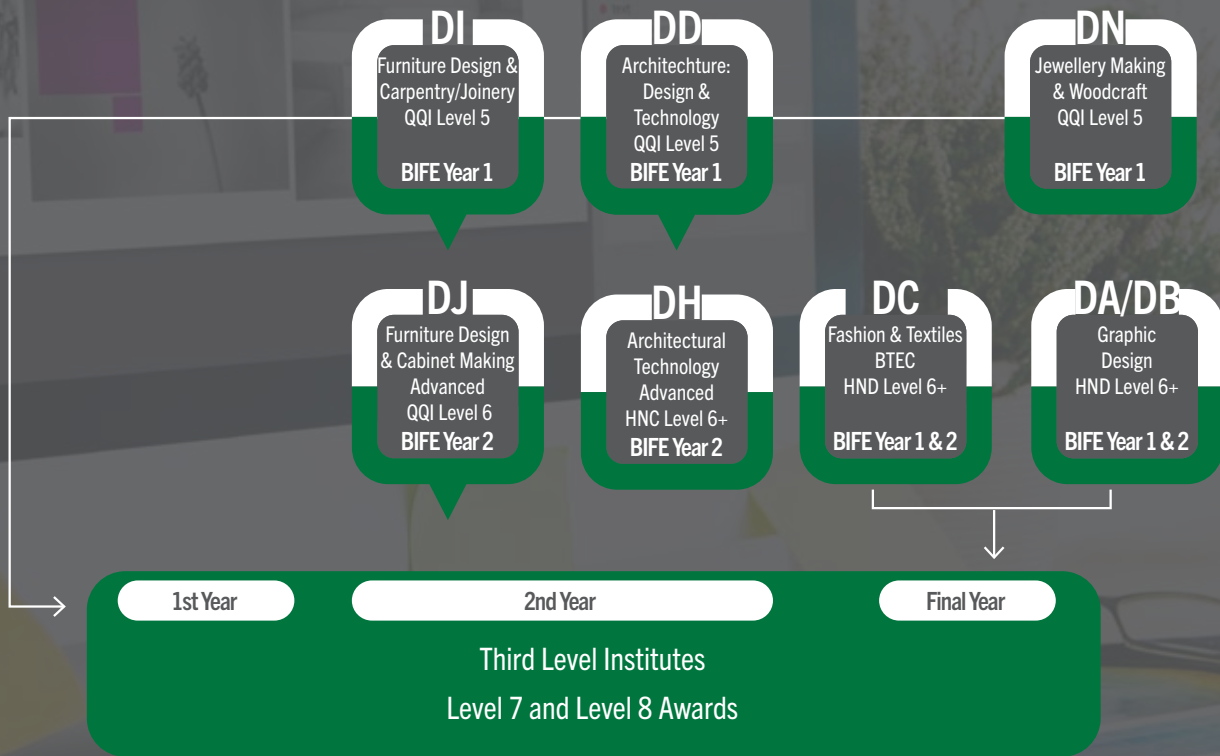 DI
Furniture Design &
Carpentry/Joinery
QQI Level 5
BIFE Year 1
DD
Architechture:
Design &
Technology
QQI Level 5
BIFE Year 1
DN
Jewellery Making
& Woodcraft
QQI Level 5
BIFE Year 1
DJ
Furniture Design
& Cabinet Making
Advanced
QQI Level 6
BIFE Year 2
DH
Architectural
Technology
Advanced
HNC Level 6+
BIFE Year 2
DC
Fashion & Textiles
BTEC
HND Level 6+
BIFE Year 1 & 2
DA/DB
Graphic
Design
HND Level 6+
BIFE Year 1 & 2
1st Year
2nd Year
Final Year
Third Level Institutes
Level 7 and Level 8 Awards